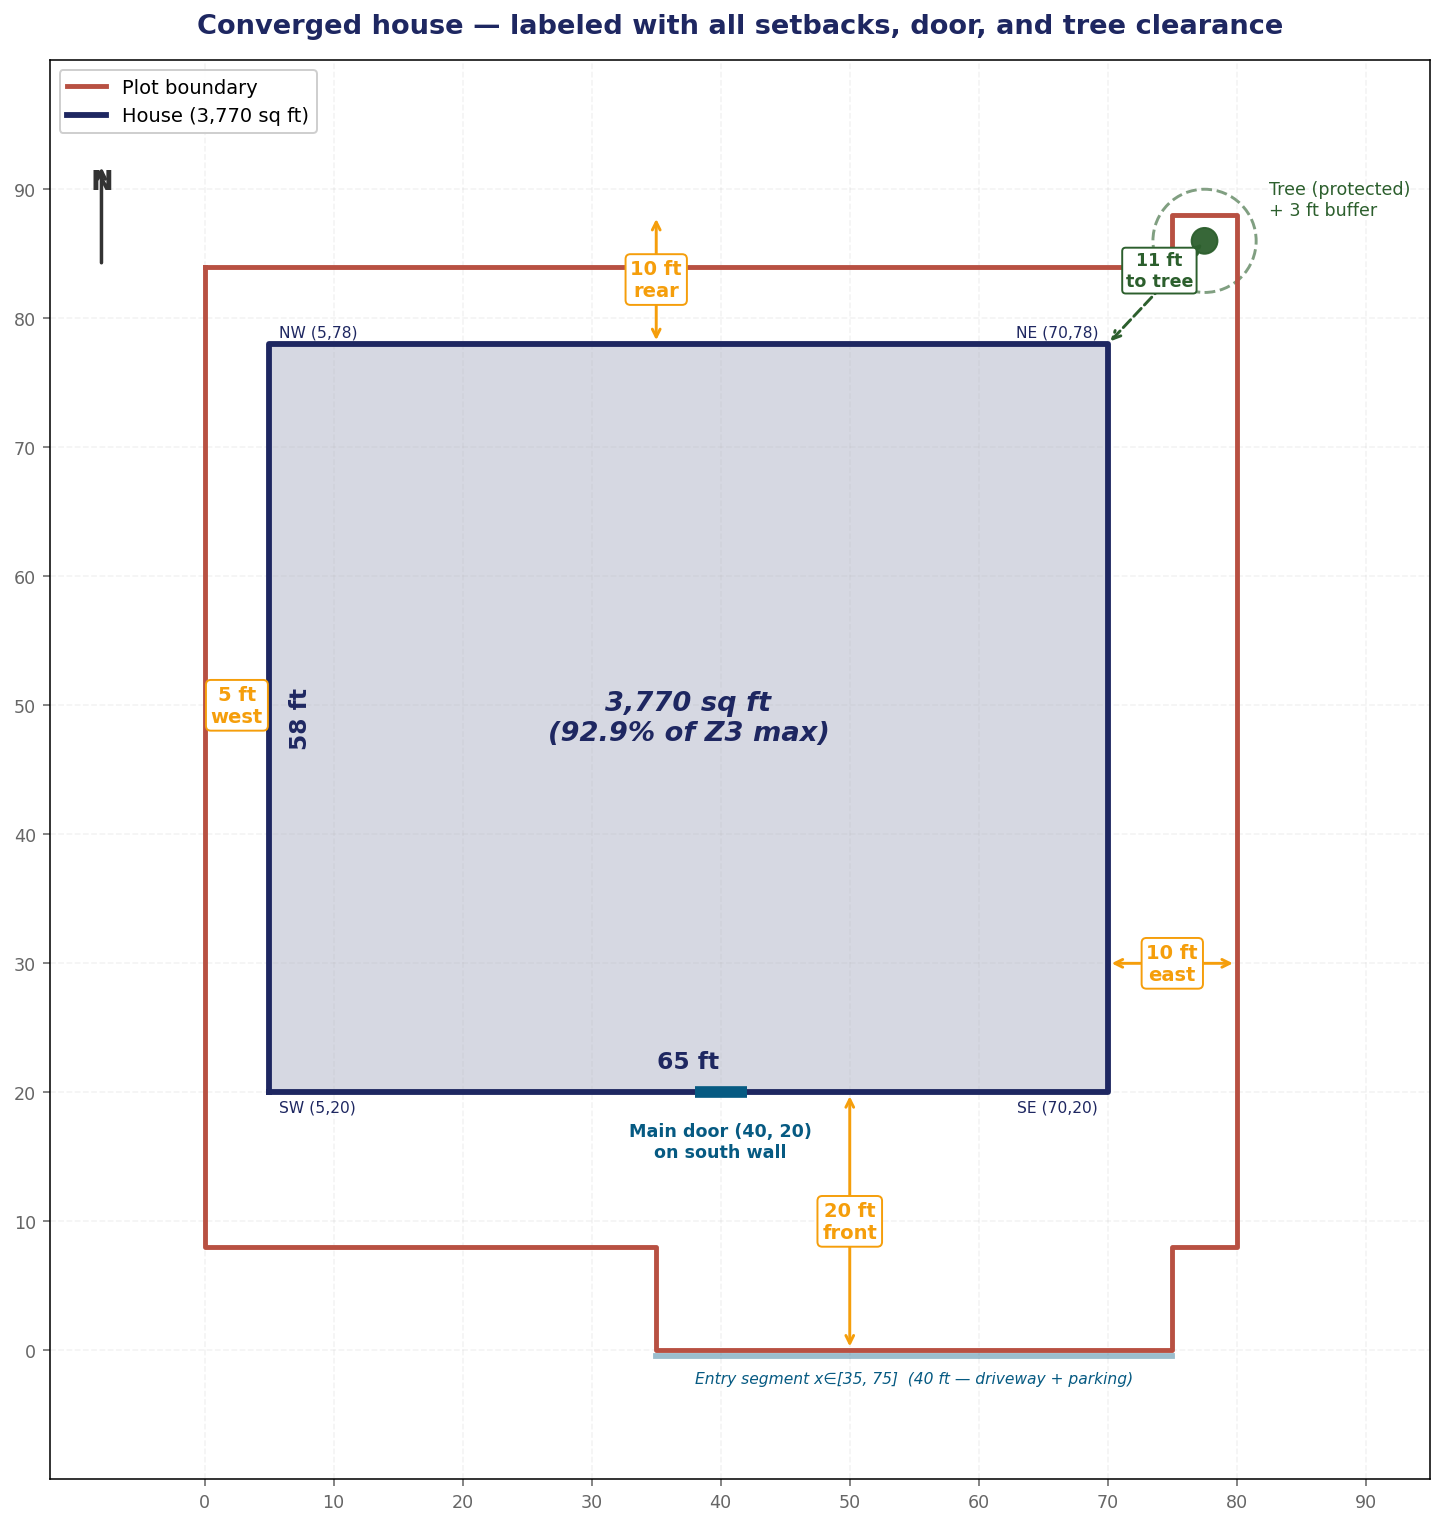 Converged house — labeled with all setbacks, door, and tree clearance
Plot boundary
House (3,770 sq ft)
N
90
80
70
60
50
40
30
20
10
0
Tree (protected)
+ 3 ft buffer
11 ft
to tree
10 ft
rear
NW (5,78)
NE (70,78)
5 ft
west
58 ft
3,770 sq ft
(92.9% of Z3 max)
10 ft
east
65 ft
SW (5,20)
SE (70,20)
Main door (40, 20)
on south wall
20 ft
front
Entry segment x∈[35, 75]  (40 ft — driveway + parking)
0
10
20
30
40
50
60
70
80
90